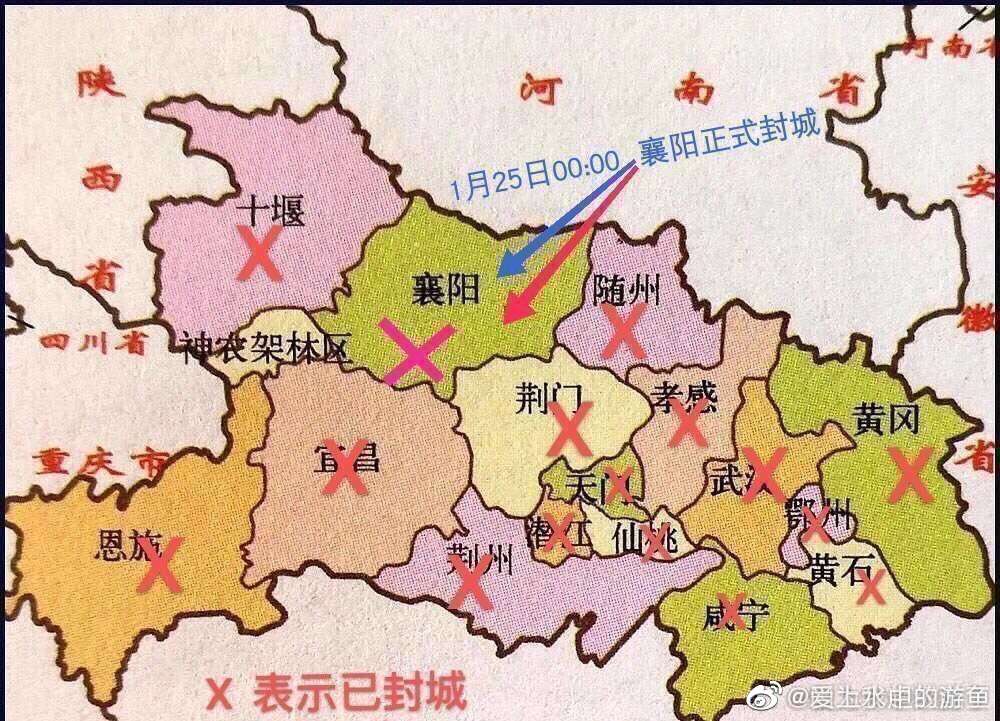 河南省
陕西省
河南省
安徽省
1月25日00:00 襄阳正式封城
十堰
襄阳
随州
四川省
神农架林区
荆门
孝感
黄冈
重庆市
宜昌
武汉
天门
恩施
潜江
仙桃
鄂州
荆州
黄石
咸宁
X 表示已封城
@爱土水电的游鱼